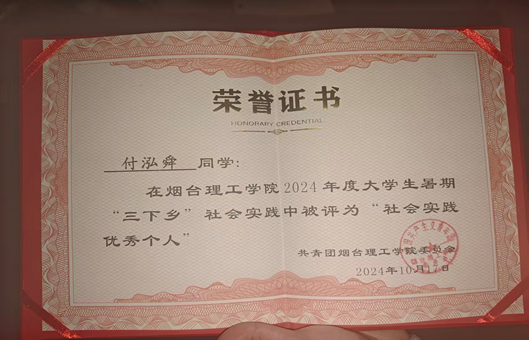 荣誉证书
HONORARY CREDENTIAL
付泓舜 同学:
在烟台理工学院2024年度大学生暑期
“三下乡”社会实践中被评为“社会实践
优秀个人”
共青团烟台理工学院委员会
2024年10月17日